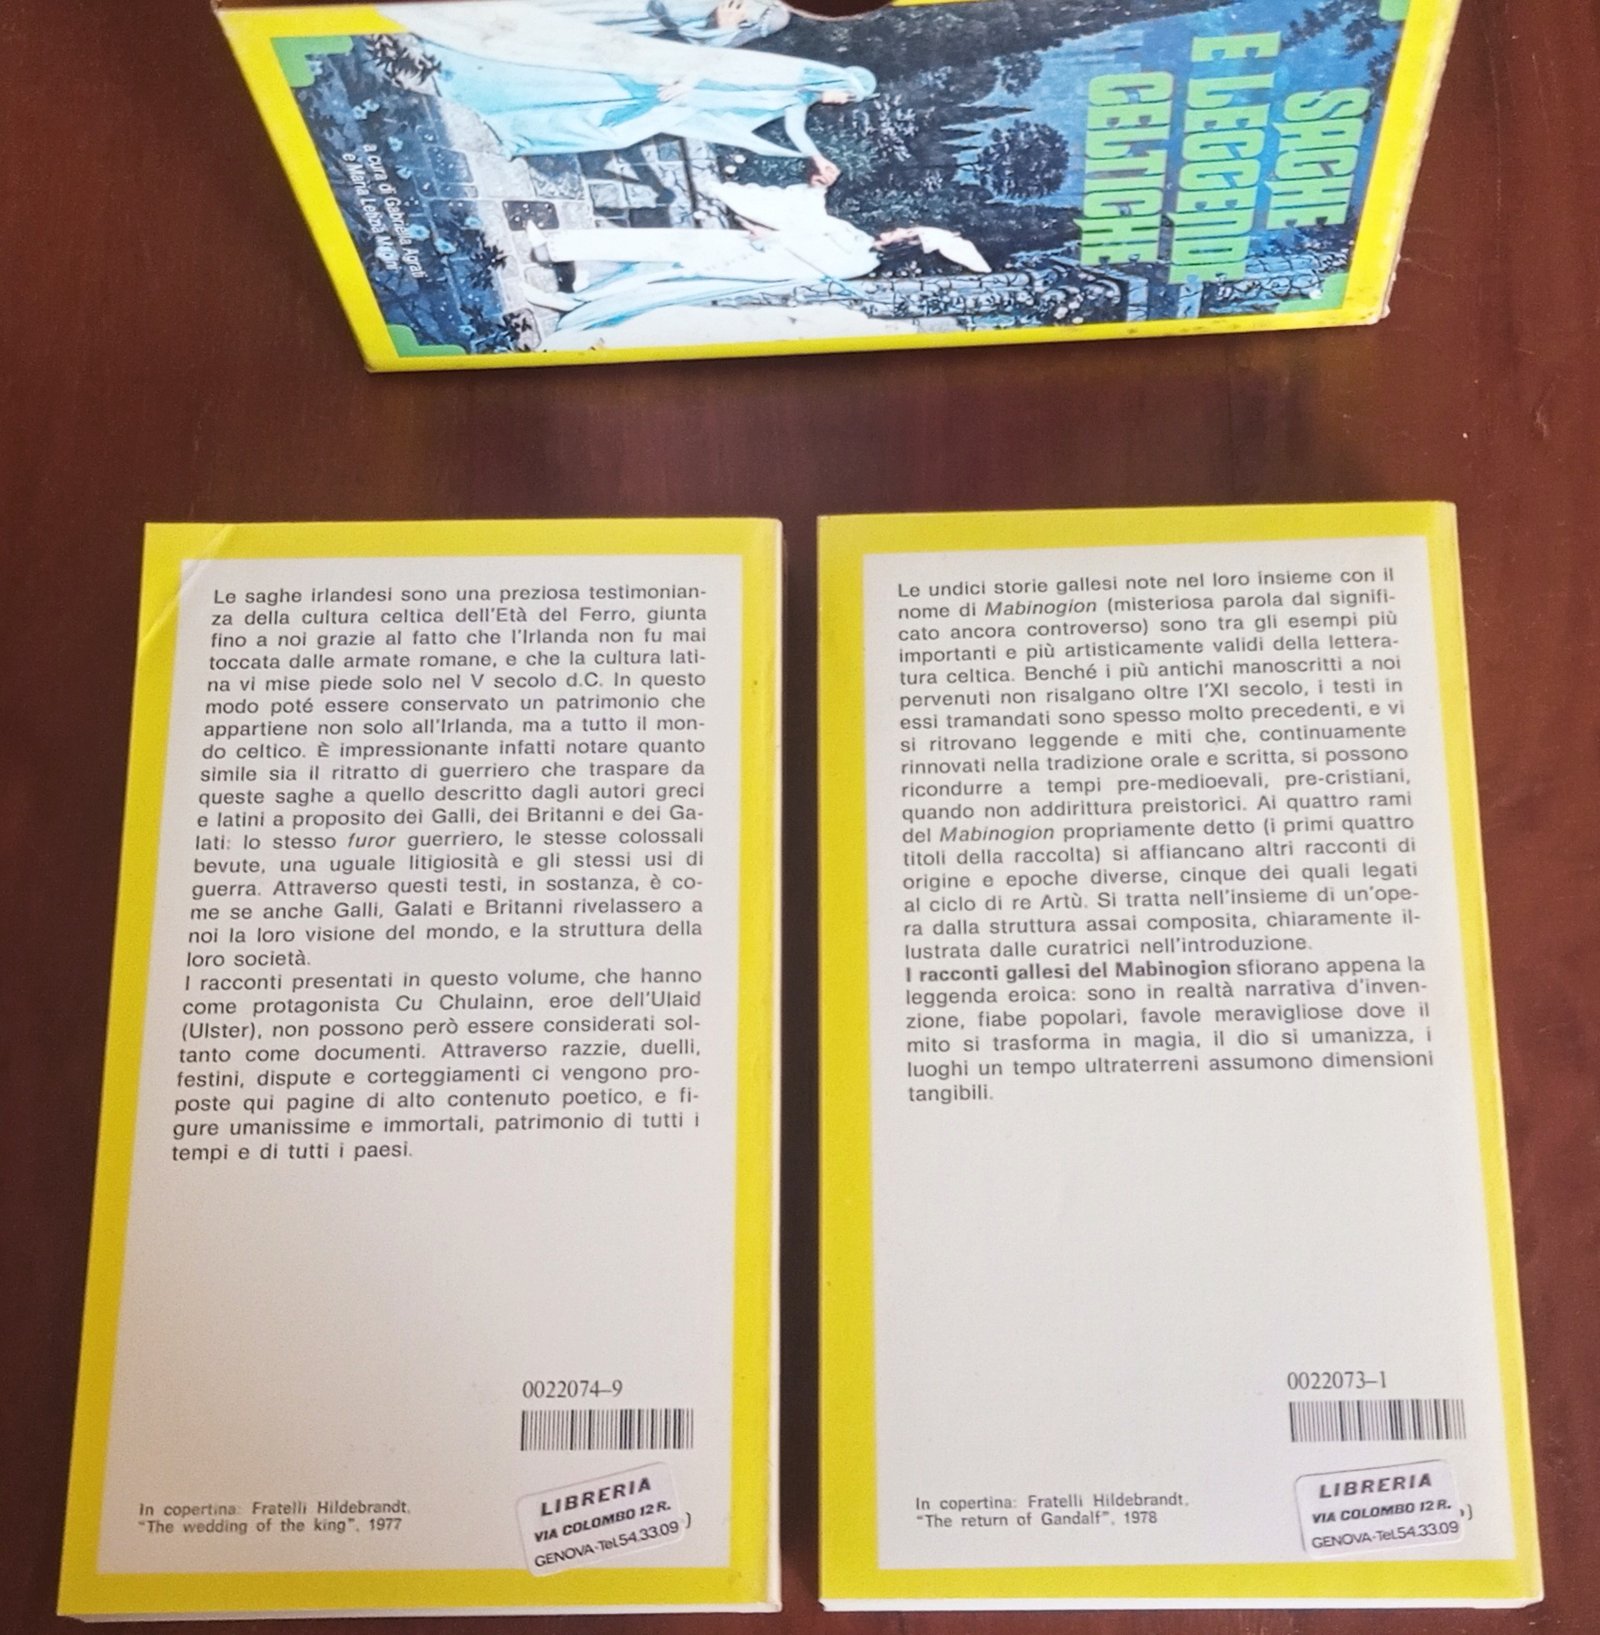 SAGHE
E LEGGENDE
CELTICHE
a cura di Gabriella Agrati
e Maria Letizia Magini
Le saghe irlandesi sono una preziosa testimonian-
za della cultura celtica dell'Età del Ferro, giunta
fino a noi grazie al fatto che l'Irlanda non fu mai
toccata dalle armate romane, e che la cultura lati-
na vi mise piede solo nel V secolo d.C. In questo
modo poté essere conservato un patrimonio che
appartiene non solo all'Irlanda, ma a tutto il mon-
do celtico. È impressionante infatti notare quanto
simile sia il ritratto di guerriero che traspare da
queste saghe a quello descritto dagli autori greci
e latini a proposito dei Galli, dei Britanni e dei Ga-
lati: lo stesso furor guerriero, le stesse colossali
bevute, una uguale litigiosità e gli stessi usi di
guerra. Attraverso questi testi, in sostanza, è co-
me se anche Galli, Galati e Britanni rivelassero a
noi la loro visione del mondo, e la struttura della
loro società.
I racconti presentati in questo volume, che hanno
come protagonista Cu Chulainn, eroe dell'Ulaid
(Ulster), non possono però essere considerati sol-
tanto come documenti. Attraverso razzie, duelli,
festini, dispute e corteggiamenti ci vengono pro-
poste qui pagine di alto contenuto poetico, e fi-
gure umanissime e immortali, patrimonio di tutti i
tempi e di tutti i paesi.
0022074-9
In copertina: Fratelli Hildebrandt,
"The wedding of the king", 1977
LIBRERIA
VIA COLOMBO 12 R.
GENOVA-Tel.54.33.09 )
Le undici storie gallesi note nel loro insieme con il
nome di Mabinogion (misteriosa parola dal signifi-
cato ancora controverso) sono tra gli esempi più
importanti e più artisticamente validi della lettera-
tura celtica. Benché i più antichi manoscritti a noi
pervenuti non risalgano oltre l'XI secolo, i testi in
essi tramandati sono spesso molto precedenti, e vi
si ritrovano leggende e miti che, continuamente
rinnovati nella tradizione orale e scritta, si possono
ricondurre a tempi pre-medioevali, pre-cristiani,
quando non addirittura preistorici. Ai quattro rami
del Mabinogion propriamente detto (i primi quattro
titoli della raccolta) si affiancano altri racconti di
origine e epoche diverse, cinque dei quali legati
al ciclo di re Artù. Si tratta nell'insieme di un'ope-
ra dalla struttura assai composita, chiaramente il-
lustrata dalle curatrici nell'introduzione.
I racconti gallesi del Mabinogion sfiorano appena la
leggenda eroica: sono in realtà narrativa d'inven-
zione, fiabe popolari, favole meravigliose dove il
mito si trasforma in magia, il dio si umanizza, i
luoghi un tempo ultraterreni assumono dimensioni
tangibili.
0022073-1
In copertina: Fratelli Hildebrandt,
"The return of Gandalf", 1978
LIBRERIA
VIA COLOMBO 12 R.
GENOVA-Tel.54.33.09 )